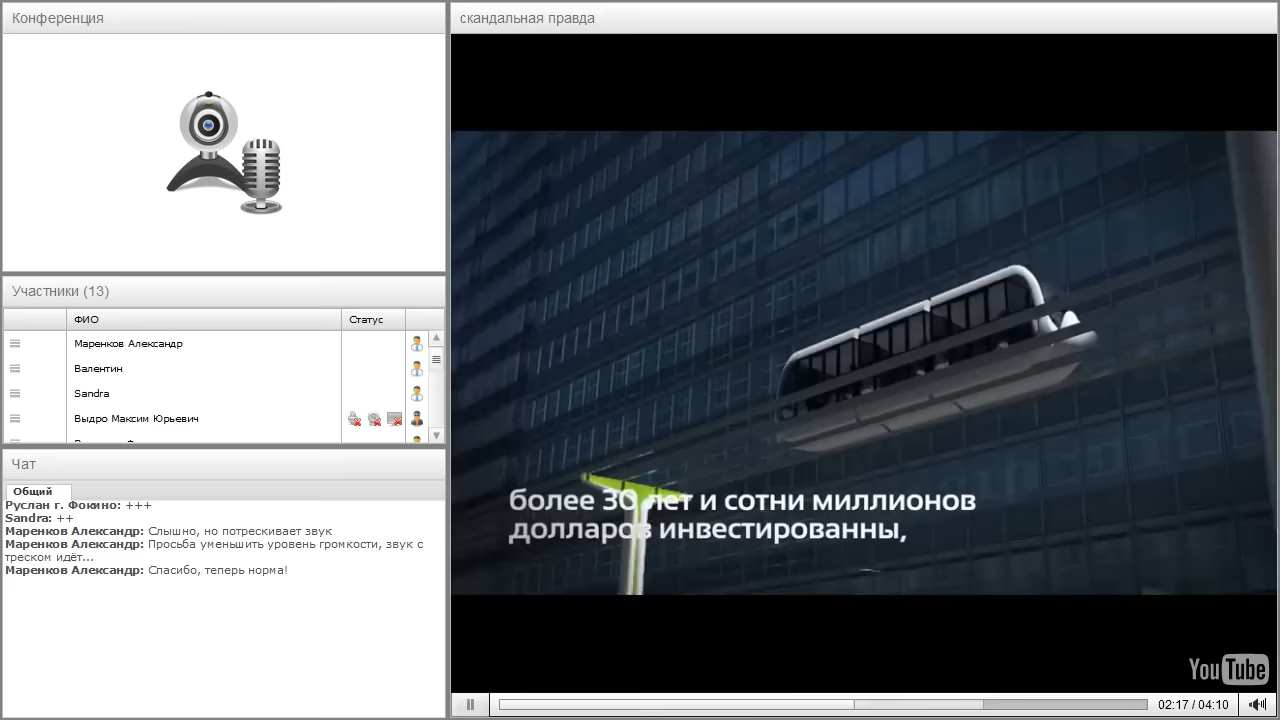 Конференция
скандальная правда
Участники (13)
ФИО
Статус
Маренков Александр
Валентин
Sandra
Выдро Максим Юрьевич
Чат
Общий
Руслан г. Фокино: +++
Sandra: ++
Маренков Александр: Слышно, но потрескивает звук
Маренков Александр: Просьба уменьшить уровень громкости, звук с
треском идёт...
Маренков Александр: Спасибо, теперь норма!
более 30 лет и сотни миллионов
долларов инвестированны,
YouTube
02:17 / 04:10